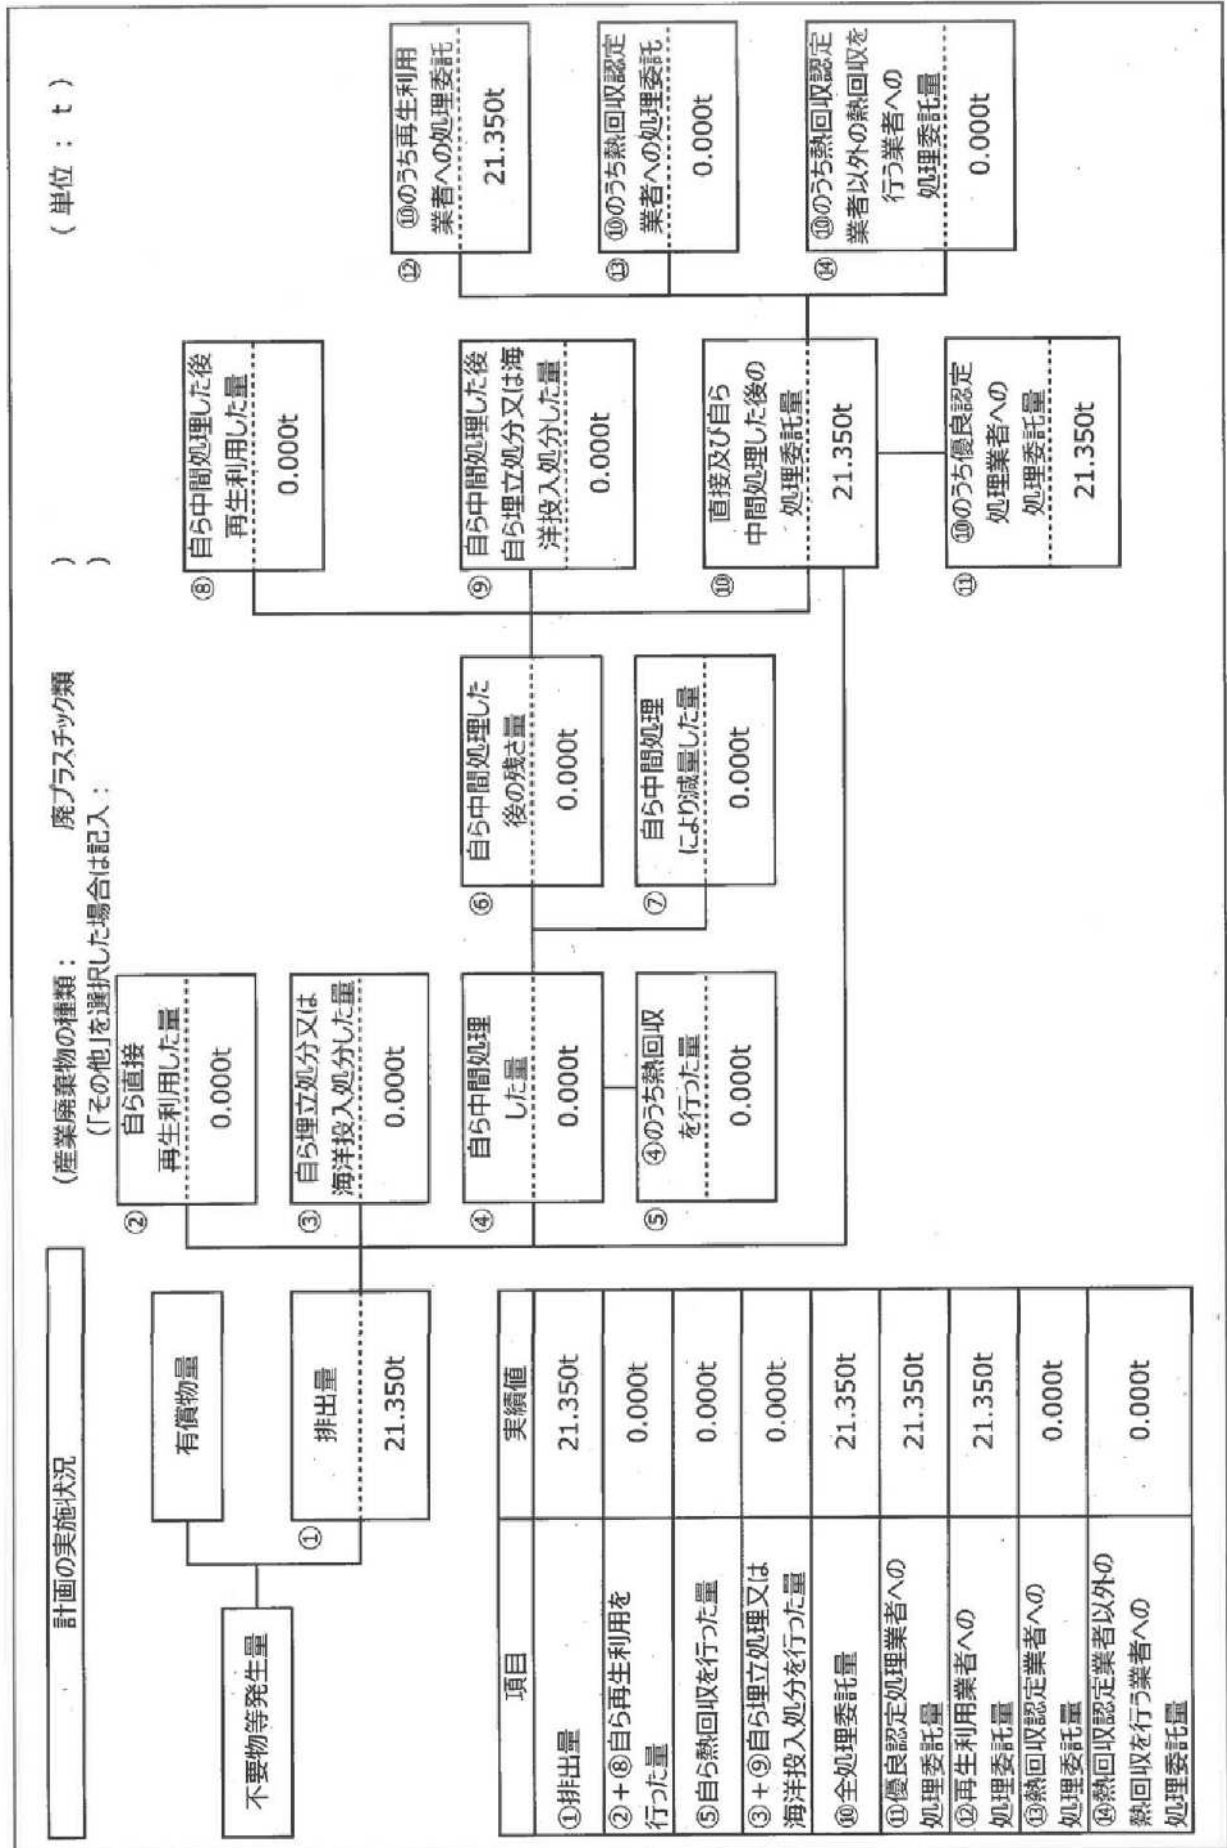 計画の実施状況
(産業廃棄物の種類： 廃プラスチック類 )
(「その他」を選択した場合は記入： )
(単位：t)
不要物等発生量
有償物量
①
排出量
21.350t
②
自ら直接
再生利用した量
0.000t
③
自ら埋立処分又は
海洋投入処分した量
0.000t
④
自ら中間処理
した量
0.000t
⑤
④のうち熱回収
を行った量
0.000t
⑥
自ら中間処理した
後の残さ量
0.000t
⑦
自ら中間処理
により減量した量
0.000t
⑧
自ら中間処理した後
再生利用した量
0.000t
⑨
自ら中間処理した後
自ら埋立処分又は海
洋投入処分した量
0.000t
⑩
直接及び自ら
中間処理した後の
処理委託量
21.350t
⑪
⑩のうち優良認定
処理業者への
処理委託量
21.350t
⑫
⑩のうち再生利用
業者への処理委託
21.350t
⑬
⑩のうち熱回収認定
業者への処理委託
0.000t
⑭
⑩のうち熱回収認定
業者以外の熱回収を
行う業者への
処理委託量
0.000t
項目 実績値
①排出量 21.350t
②+⑧自ら再生利用を
行った量 0.000t
⑤自ら熱回収を行った量 0.000t
③+⑨自ら埋立処理又は
海洋投入処分を行った量 0.000t
⑩全処理委託量 21.350t
⑪優良認定処理業者への
処理委託量 21.350t
⑫再生利用業者への
処理委託量 21.350t
⑬熱回収認定業者への
処理委託量 0.000t
⑭熱回収認定業者以外の
熱回収を行う業者への
処理委託量 0.000t